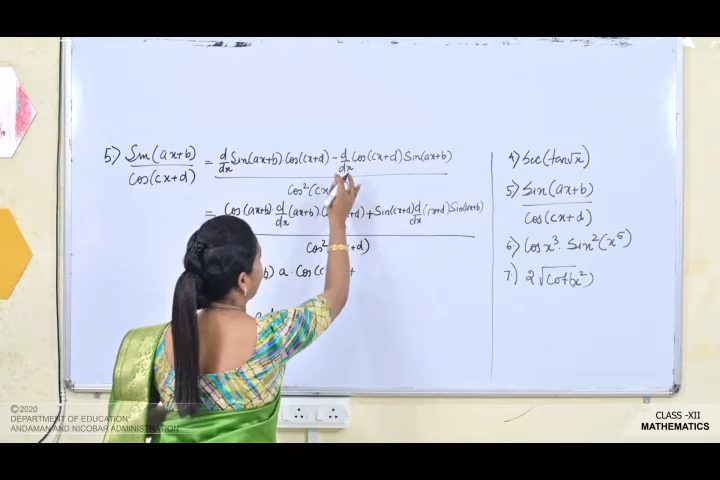 5) Sin(ax+b) / cos(cx+d) = d/dx Sin(ax+b) Cos(cx+d) - d/dx Cos(cx+d) Sin(ax+b)
Cos²(cx
= Cos(ax+b) d/dx (ax+b) +d) + Sin(cx+d) d/dx (cx+d) Sin(ax+b)
Cos² +d)
b) a · Cos(c +
4) Sec(tan√x)
5) Sin(ax+b)
Cos(cx+d)
6) Cos x³. Sin²(x⁵)
7) 2√cot(x²)
©2020
DEPARTMENT OF EDUCATION
ANDAMAN AND NICOBAR ADMINISTRATION
CLASS -XII
MATHEMATICS